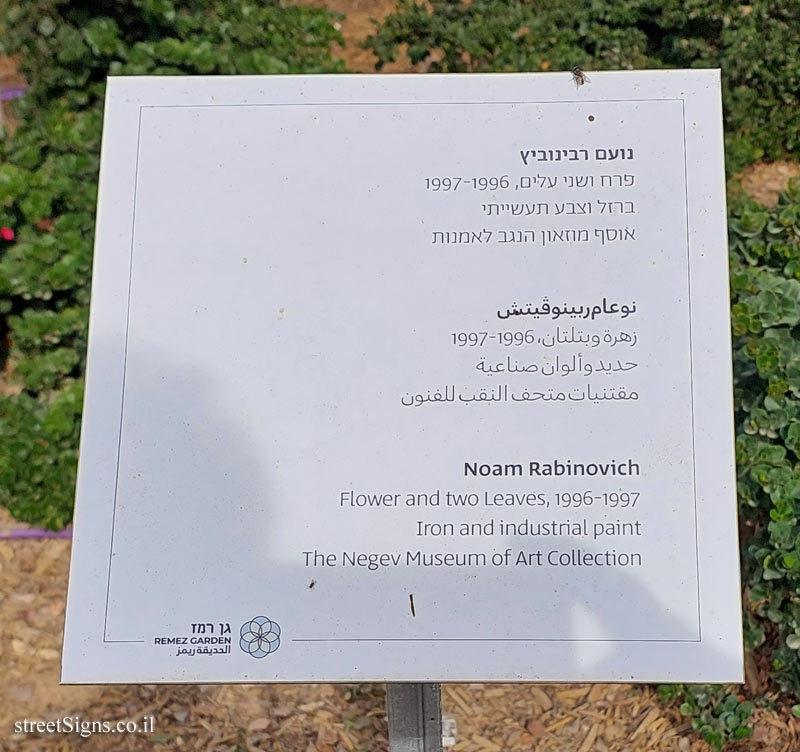 נועם רבינוביץ
פרח ושני עלים, 1997-1996
ברזל וצבע תעשייתי
אוסף מוזאון הנגב לאמנות
نوعام ربينوڤيتش
زهرة وبتلتان، 1996-1997
حديد وألوان صناعية
مقتنيات متحف النقب للفنون
Noam Rabinovich
Flower and two Leaves, 1996-1997
Iron and industrial paint
The Negev Museum of Art Collection
גן רמז
REMEZ GARDEN
الحديقة ريمز
streetSigns.co.il